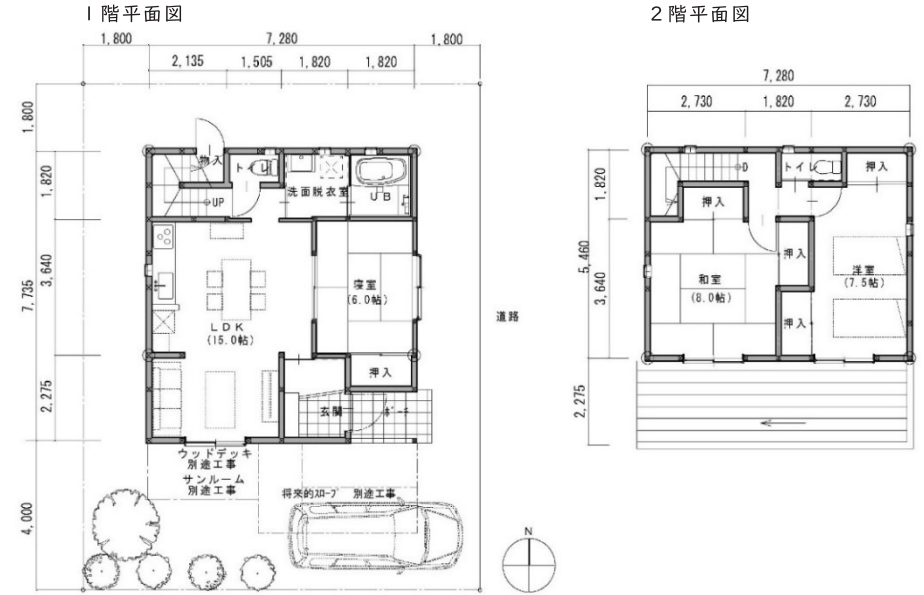 1階平面図
2階平面図
1,800
7,280
1,800
2,135
1,505
1,820
1,820
7,280
2,730
1,820
2,730
1,800
1,820
3,640
7,735
2,275
4,000
物入
トイレ
洗面脱衣室
UB
UP
寝室
(6.0帖)
LDK
(15.0帖)
押入
玄関
ポーチ
ウッドデッキ
別途工事
サンルーム
別途工事
将来的スロープ 別途工事
道路
N
1,820
5,460
3,640
2,275
D
トイレ
押入
押入
押入
和室
(8.0帖)
洋室
(7.5帖)
押入